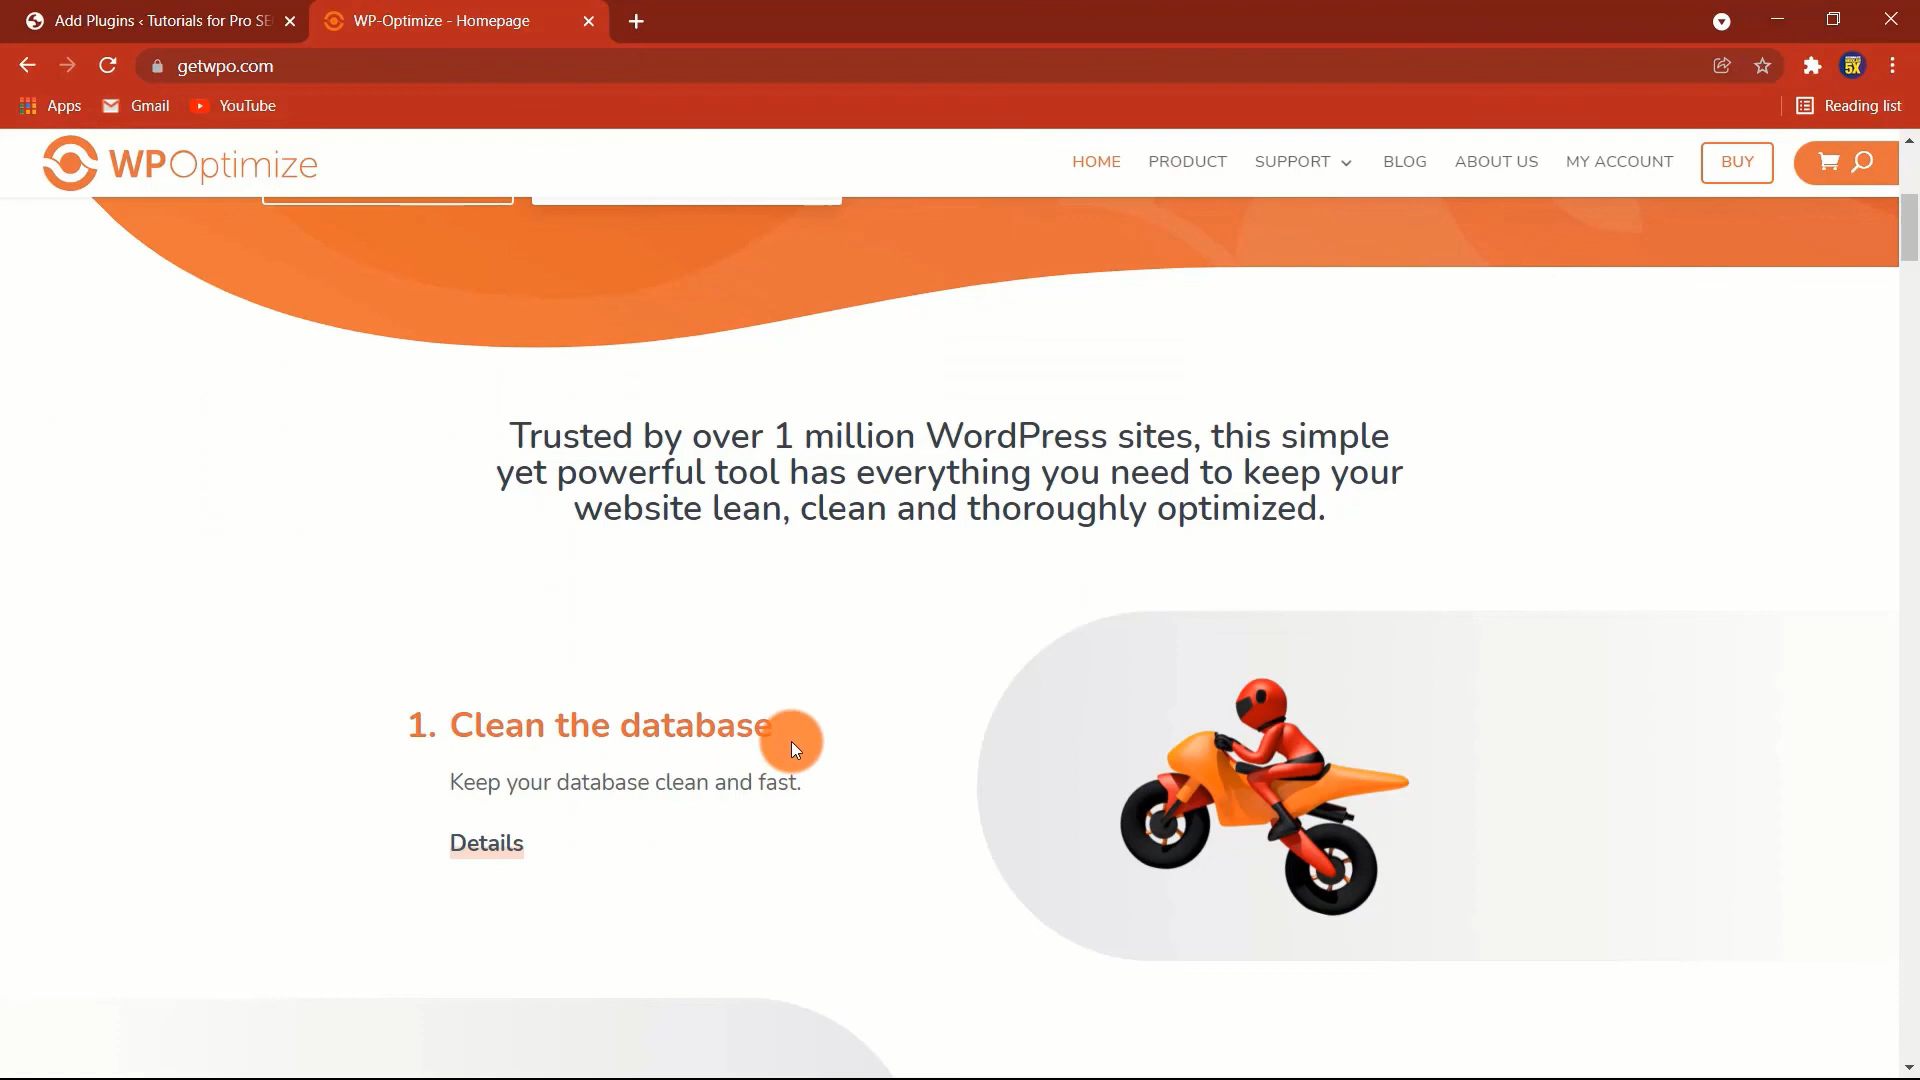 Add Plugins ‹ Tutorials for Pro SE
WP-Optimize - Homepage
getwpo.com
5X
Apps
Gmail
YouTube
Reading list
WPOptimize
HOME
PRODUCT
SUPPORT
BLOG
ABOUT US
MY ACCOUNT
BUY
Trusted by over 1 million WordPress sites, this simple
yet powerful tool has everything you need to keep your
website lean, clean and thoroughly optimized.
1. Clean the database
Keep your database clean and fast.
Details